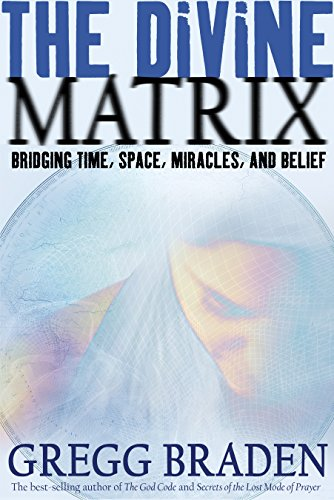 THE DiViNE
MATRIX
BRIDGING TIME, SPACE, MIRACLES, AND BELIEF
GREGG BRADEN
The best-selling author of The God Code and Secrets of the Lost Mode of Prayer